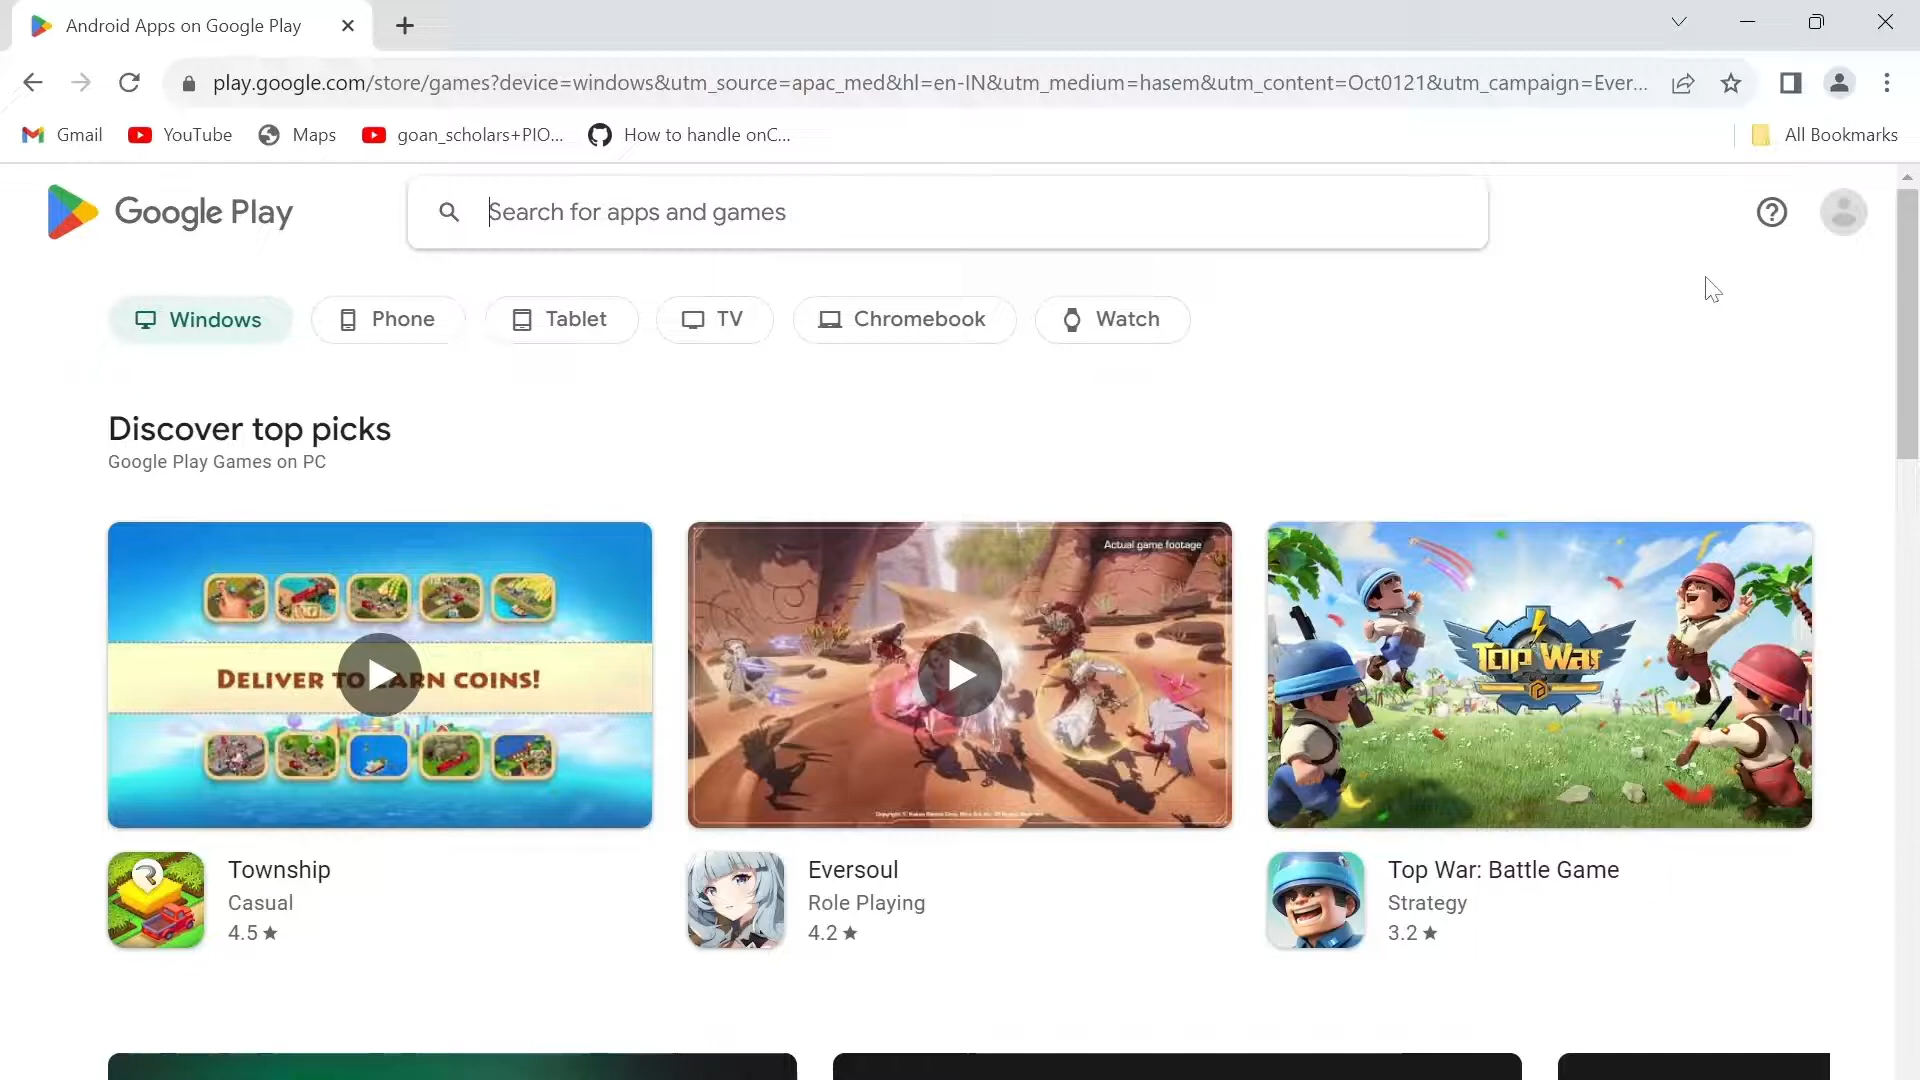 Android Apps on Google Play
play.google.com/store/games?device=windows&utm_source=apac_med&hl=en-IN&utm_medium=hasem&utm_content=Oct0121&utm_campaign=Ever...
Gmail YouTube Maps goan_scholars+PIO... How to handle onC... All Bookmarks
Google Play Search for apps and games
Windows Phone Tablet TV Chromebook Watch
Discover top picks
Google Play Games on PC
Actual game footage
DELIVER TO EARN COINS!
TOP WAR
Township
Casual
4.5★
Eversoul
Role Playing
4.2★
Top War: Battle Game
Strategy
3.2★